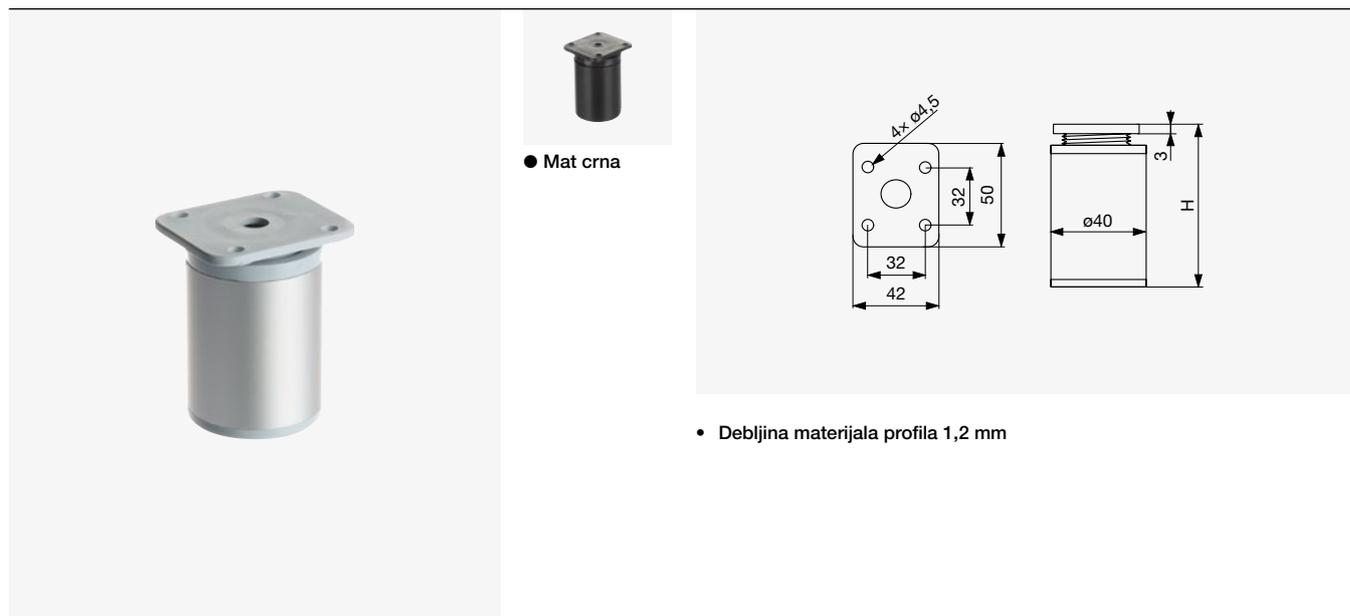 ● Mat crna
4x ø4,5
32
50
32
42
3
ø40
H
• Debljina materijala profila 1,2 mm